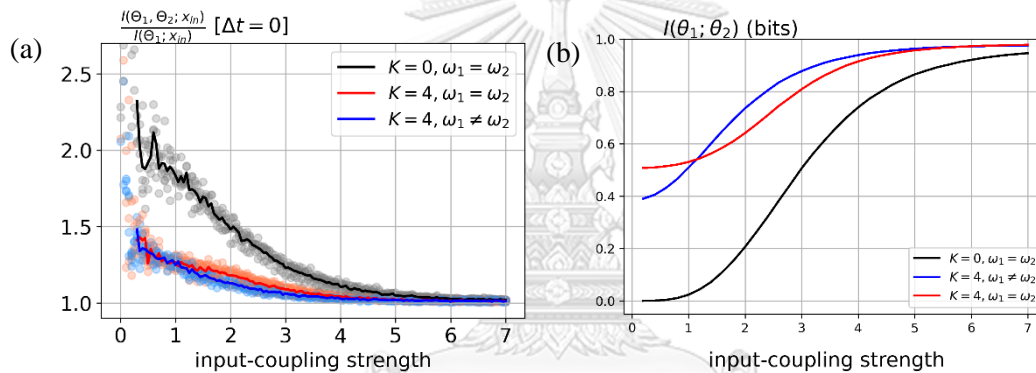 (a)
I(Θ₁, Θ₂; x_in) / I(Θ₁; x_in) [Δt = 0]
2.5
2.0
1.5
1.0
K = 0, ω₁ = ω₂
K = 4, ω₁ = ω₂
K = 4, ω₁ ≠ ω₂
0 1 2 3 4 5 6 7
input-coupling strength
(b)
I(θ₁; θ₂) (bits)
1.0
0.8
0.6
0.4
0.2
0.0
K = 0, ω₁ = ω₂
K = 4, ω₁ ≠ ω₂
K = 4, ω₁ = ω₂
0 1 2 3 4 5 6 7
input-coupling strength